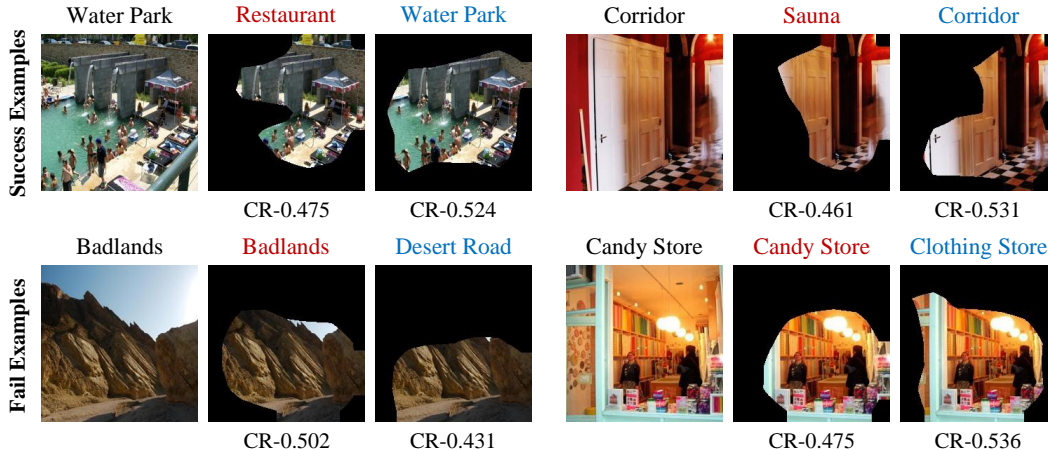 Water Park Restaurant Water Park Corridor Sauna Corridor
Success Examples
CR-0.475 CR-0.524 CR-0.461 CR-0.531
Badlands Badlands Desert Road Candy Store Candy Store Clothing Store
Fail Examples
CR-0.502 CR-0.431 CR-0.475 CR-0.536